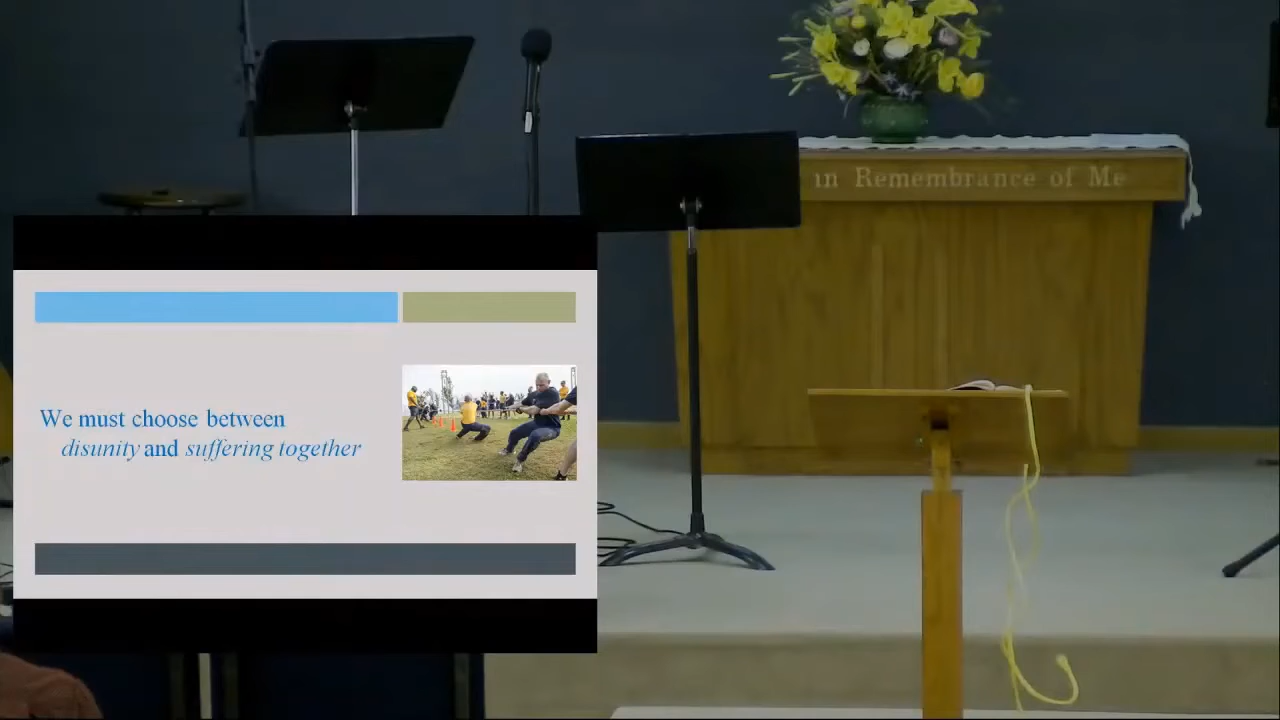 in Remembrance of Me
We must choose between
disunity and suffering together